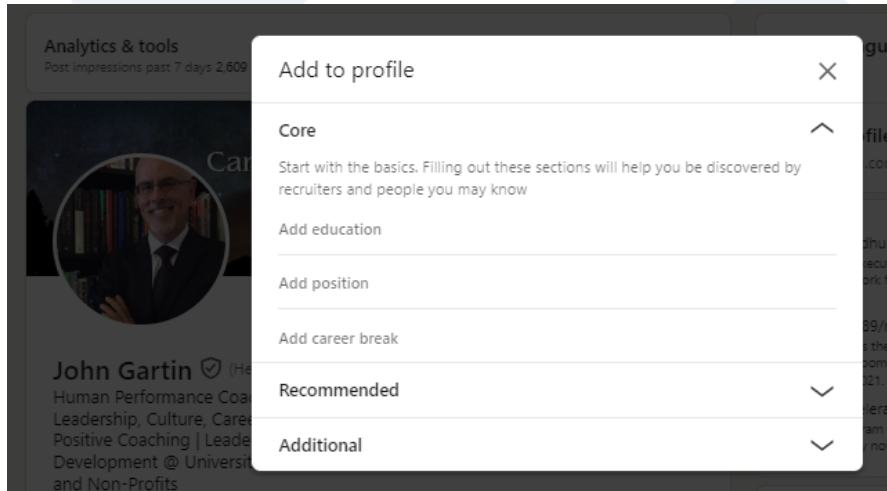 Analytics & tools
Post impressions past 7 days 2,609
Add to profile
Core
Start with the basics. Filling out these sections will help you be discovered by
recruiters and people you may know
Add education
Add position
Add career break
Recommended
Additional
John Gartin (He
Human Performance Coa
Leadership, Culture, Caree
Positive Coaching | Leade
Development @ Universit
and Non-Profits